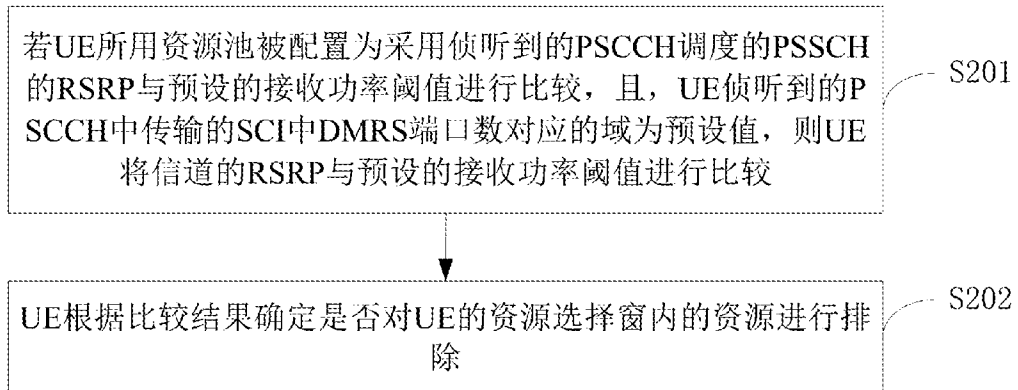 若UE所用资源池被配置为采用侦听到的PSCCH调度的PSSCH
的RSRP与预设的接收功率阈值进行比较，且，UE侦听到的P
SCCH中传输的SCI中DMRS端口数对应的域为预设值，则UE
将信道的RSRP与预设的接收功率阈值进行比较
S201
UE根据比较结果确定是否对UE的资源选择窗内的资源进行排
除
S202